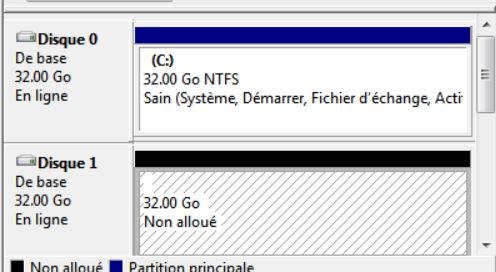 Disque 0
De base
32.00 Go
En ligne
(C:)
32.00 Go NTFS
Sain (Système, Démarrer, Fichier d'échange, Acti
Disque 1
De base
32.00 Go
En ligne
32.00 Go
Non alloué
Non alloué Partition principale